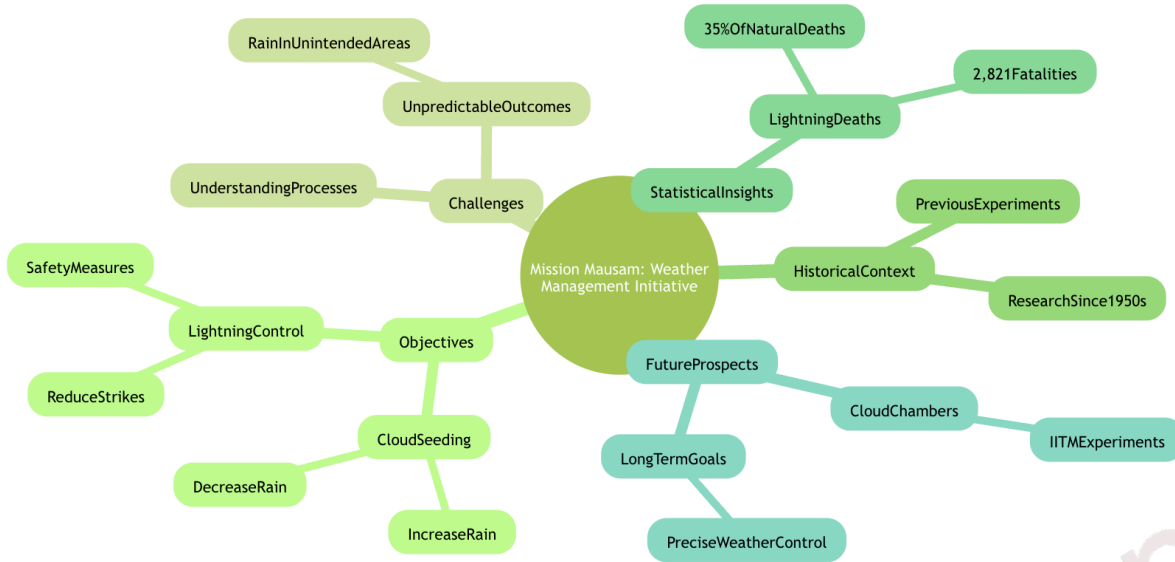 35%OfNaturalDeaths
RainInUnintendedAreas
2,821Fatalities
UnpredictableOutcomes
LightningDeaths
UnderstandingProcesses
StatisticalInsights
Challenges
PreviousExperiments
Mission Mausam: Weather
Management Initiative
SafetyMeasures
HistoricalContext
ResearchSince1950s
LightningControl
Objectives
FutureProspects
ReduceStrikes
CloudChambers
CloudSeeding
IITMExperiments
LongTermGoals
DecreaseRain
IncreaseRain
PreciseWeatherControl